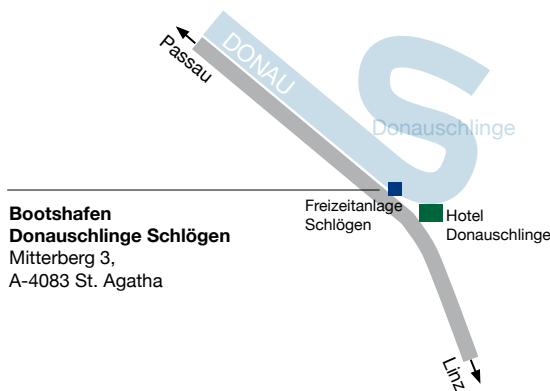 Passau
DONAU
Donauschlinge
Freizeitanlage
Schlögen
Hotel
Donauschlinge
Bootshafen
Donauschlinge Schlögen
Mitterberg 3,
A-4083 St. Agatha
Linz